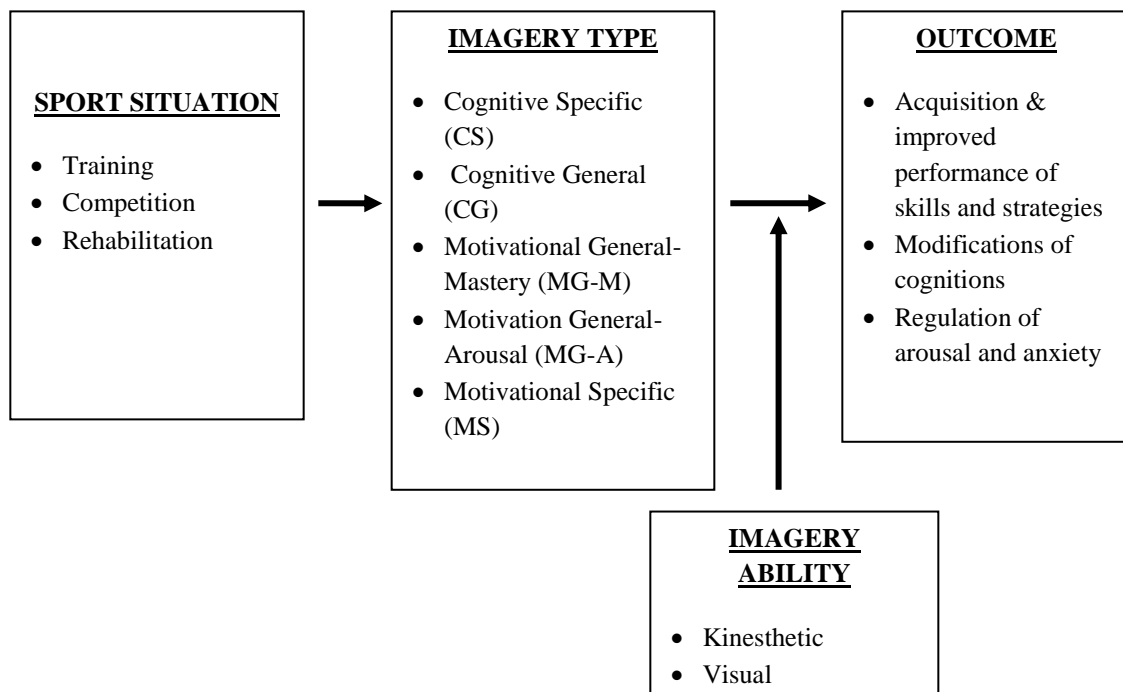 SPORT SITUATION
• Training
• Competition
• Rehabilitation
IMAGERY TYPE
• Cognitive Specific
(CS)
• Cognitive General
(CG)
• Motivational General-
Mastery (MG-M)
• Motivation General-
Arousal (MG-A)
• Motivational Specific
(MS)
OUTCOME
• Acquisition &
improved
performance of
skills and strategies
• Modifications of
cognitions
• Regulation of
arousal and anxiety
IMAGERY
ABILITY
• Kinesthetic
• Visual